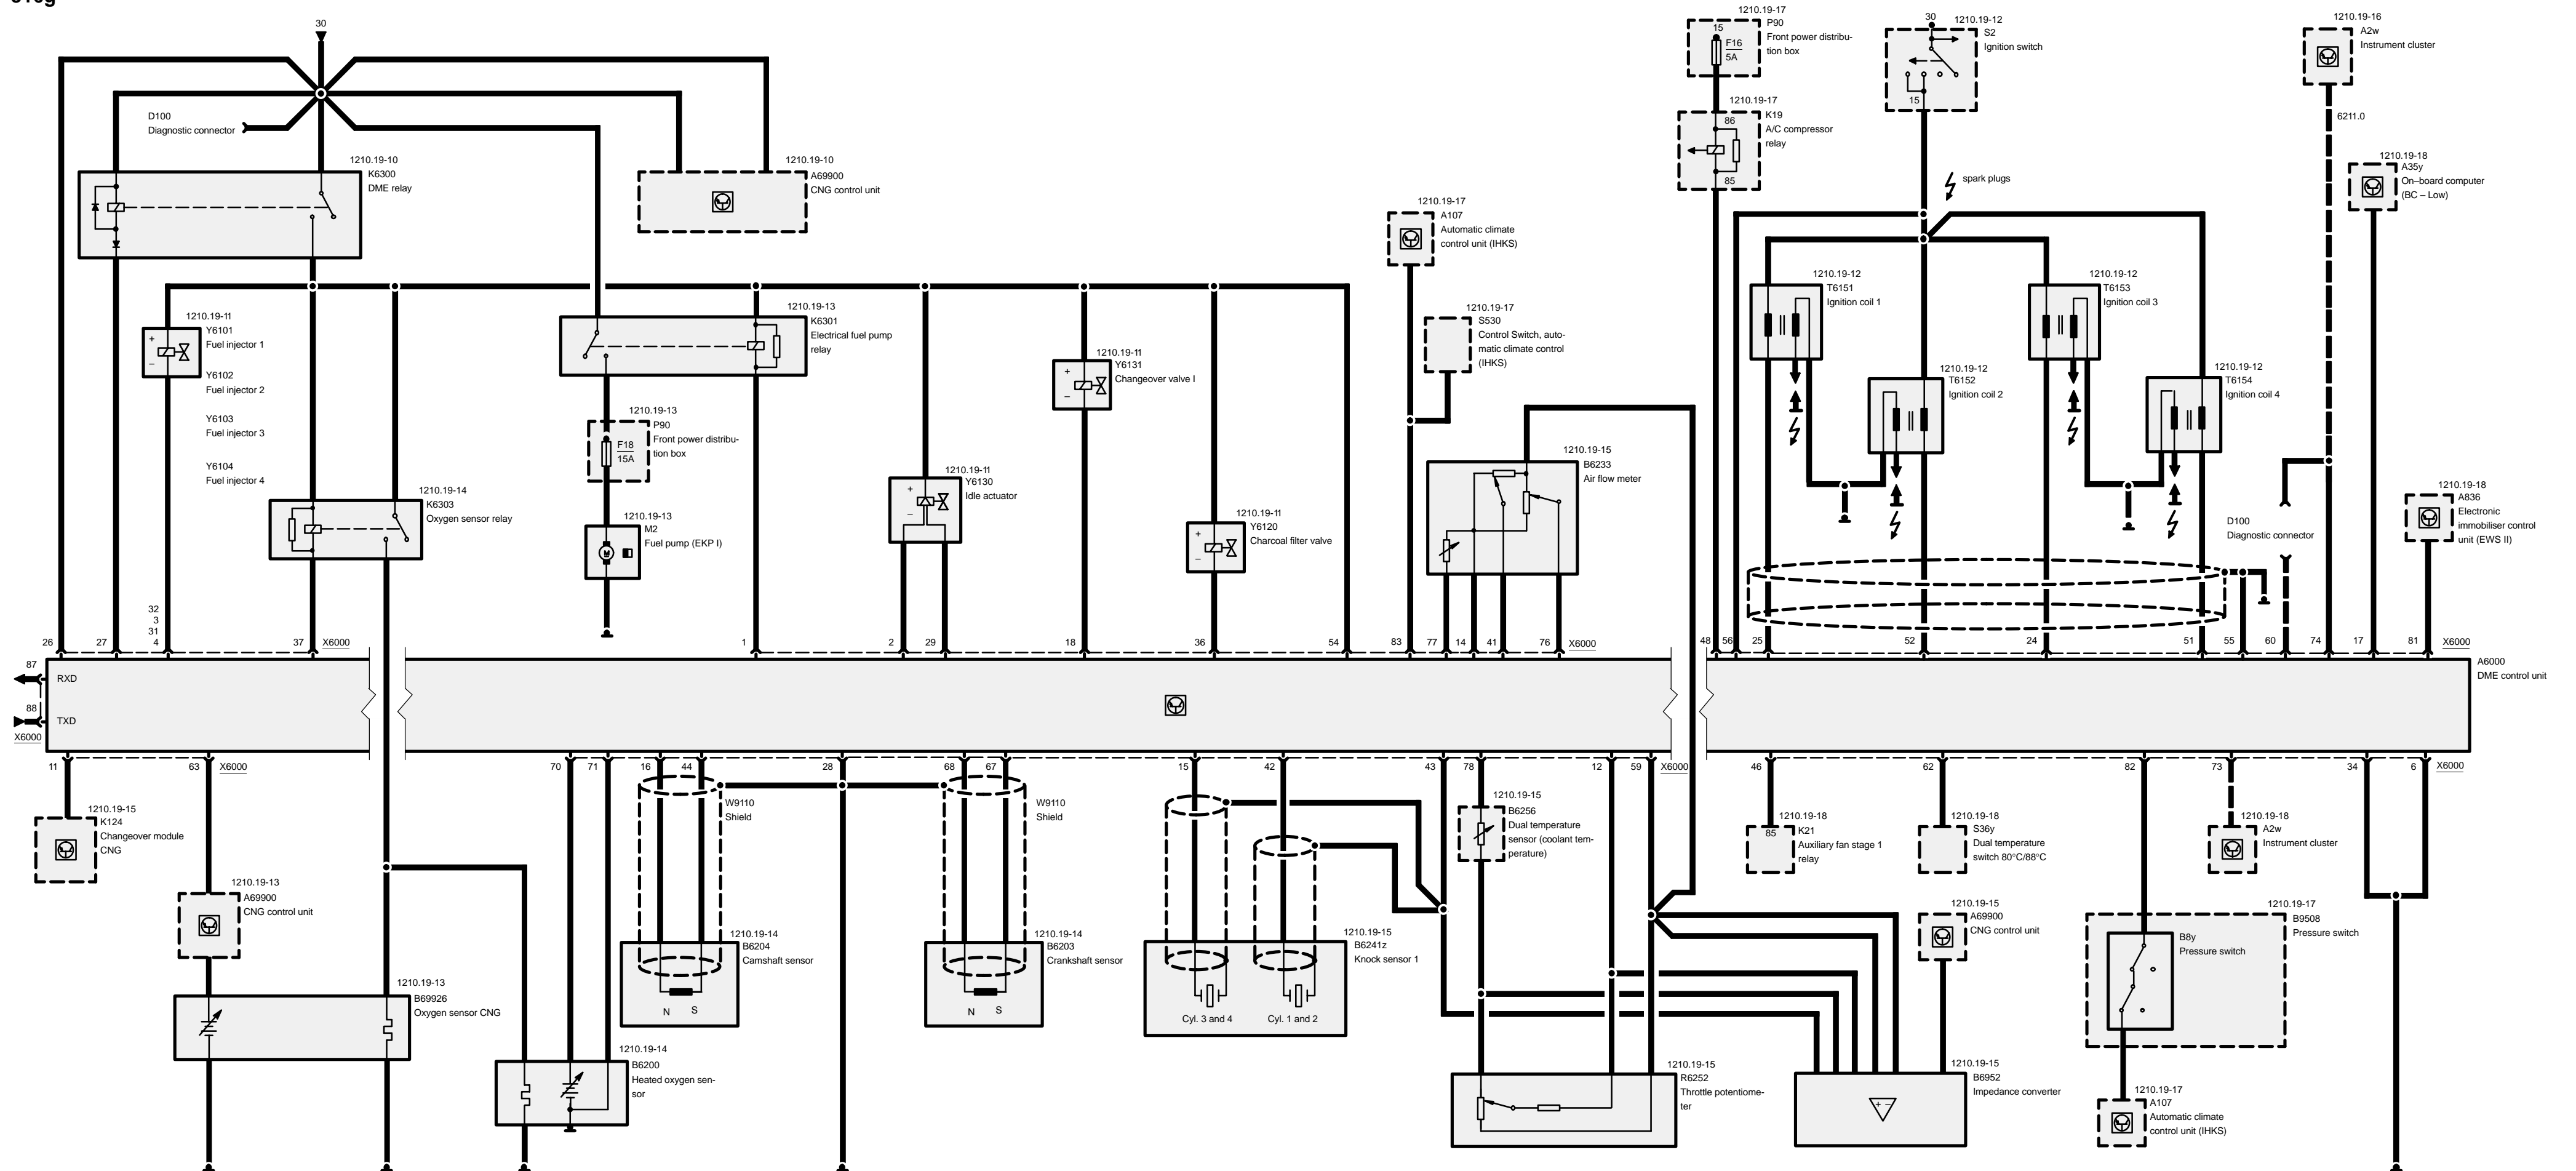 30
D100
Diagnostic connector
1210.19-10
K6300
DME relay
1210.19-10
A69900
CNG control unit
1210.19-17
P90
Front power distribu-
tion box
15
F16
5A
1210.19-17
K19
A/C compressor
relay
86
85
30
1210.19-12
S2
Ignition switch
15
spark plugs
1210.19-16
A2w
Instrument cluster
6211.0
1210.19-18
A35y
On–board computer
(BC – Low)
1210.19-17
A107
Automatic climate
control unit (IHKS)
1210.19-17
S530
Control Switch, auto-
matic climate control
(IHKS)
1210.19-11
Y6101
Fuel injector 1
Y6102
Fuel injector 2
Y6103
Fuel injector 3
Y6104
Fuel injector 4
+
–
1210.19-13
K6301
Electrical fuel pump
relay
1210.19-13
P90
Front power distribu-
tion box
F18
15A
1210.19-13
M2
Fuel pump (EKP I)
M
1210.19-14
K6303
Oxygen sensor relay
1210.19-11
Y6130
Idle actuator
+
–
1210.19-11
Y6131
Changeover valve I
+
–
1210.19-11
Y6120
Charcoal filter valve
+
–
1210.19-15
B6233
Air flow meter
1210.19-12
T6151
Ignition coil 1
1210.19-12
T6152
Ignition coil 2
1210.19-12
T6153
Ignition coil 3
1210.19-12
T6154
Ignition coil 4
D100
Diagnostic connector
1210.19-18
A836
Electronic
immobiliser control
unit (EWS II)
32
3
31
26 27 4 37 X6000 1 2 29 18 36 54 83 77 14 41 76 X6000 48 56 25 52 24 51 55 60 74 17 81 X6000
87
RXD
88
TXD
X6000
A6000
DME control unit
11 63 X6000 70 71 16 44 28 68 67 15 42 43 78 12 59 X6000 46 62 82 73 34 6 X6000
1210.19-15
K124
Changeover module
CNG
1210.19-13
A69900
CNG control unit
1210.19-13
B69926
Oxygen sensor CNG
1210.19-14
B6200
Heated oxygen sen-
sor
W9110
Shield
1210.19-14
B6204
Camshaft sensor
N S
W9110
Shield
1210.19-14
B6203
Crankshaft sensor
N S
1210.19-15
B6241z
Knock sensor 1
Cyl. 3 and 4
Cyl. 1 and 2
1210.19-15
B6256
Dual temperature
sensor (coolant tem-
perature)
1210.19-15
R6252
Throttle potentiome-
ter
1210.19-18
85
K21
Auxiliary fan stage 1
relay
1210.19-18
S36y
Dual temperature
switch 80°C/88°C
1210.19-15
A69900
CNG control unit
1210.19-15
B6952
Impedance converter
+ –
1210.19-18
A2w
Instrument cluster
1210.19-17
B9508
Pressure switch
B8y
Pressure switch
1210.19-17
A107
Automatic climate
control unit (IHKS)